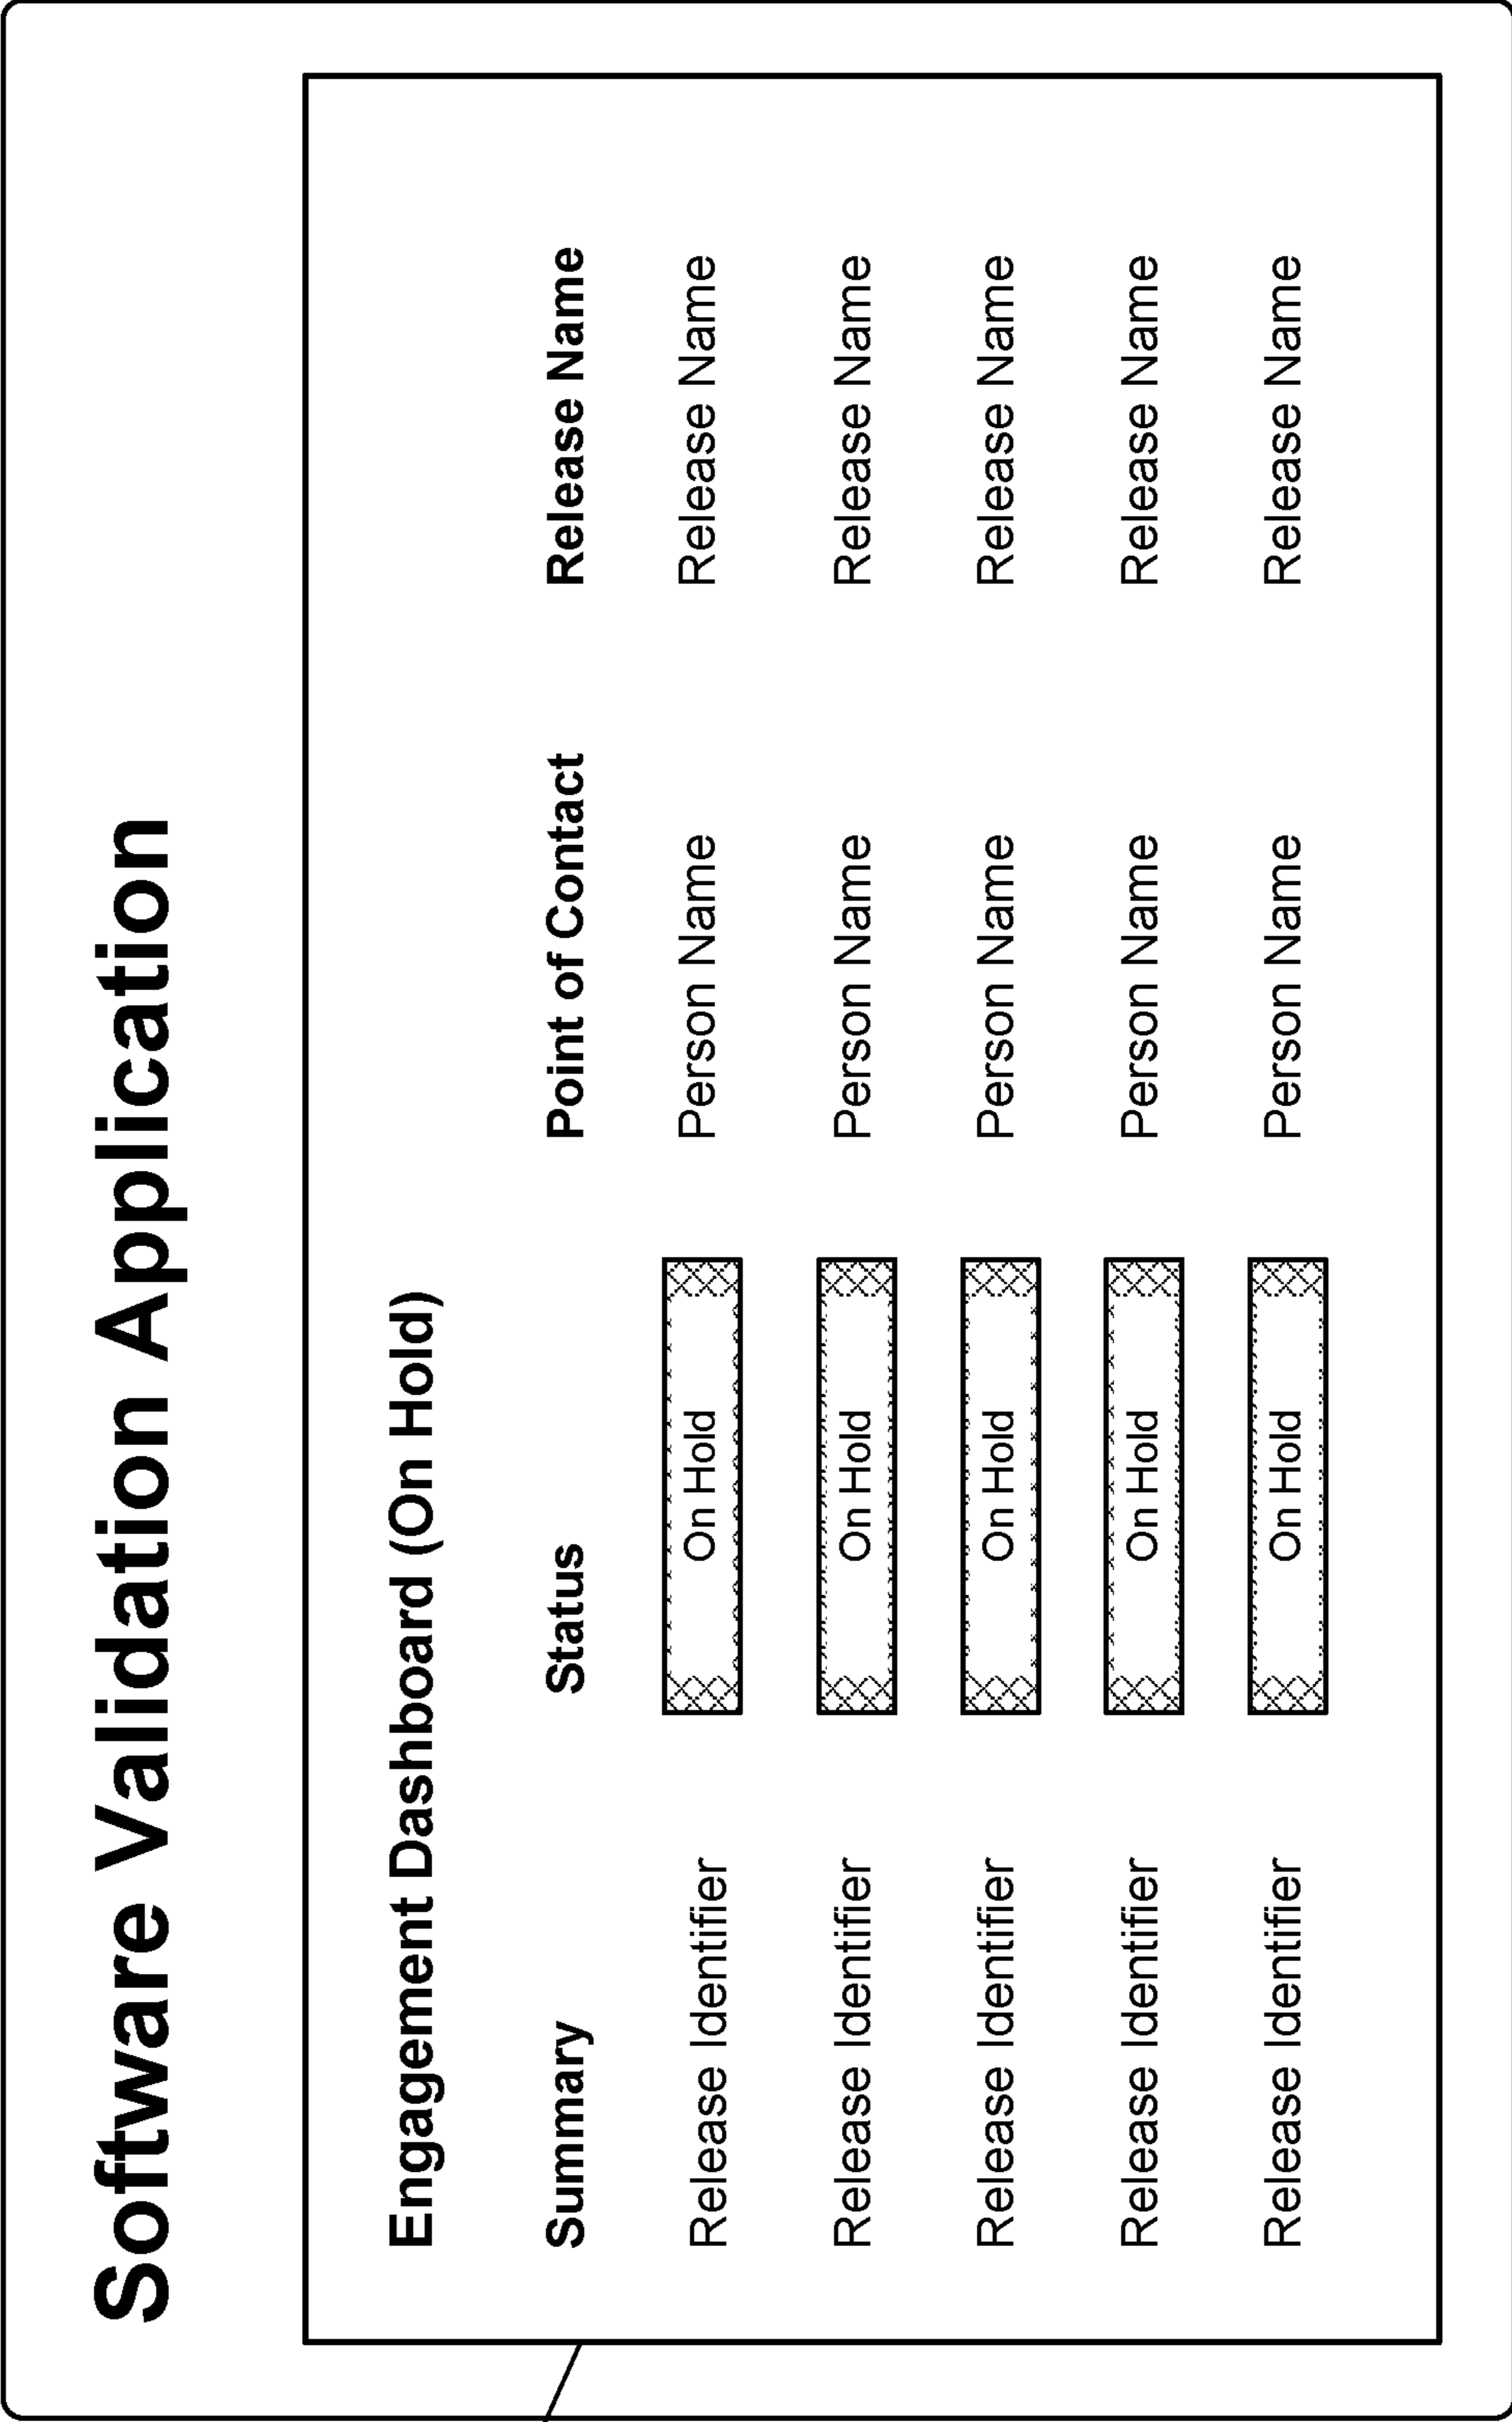 Software Validation Application
Engagement Dashboard (On Hold)
Summary Status Point of Contact Release Name
Release Identifier On Hold Person Name Release Name
Release Identifier On Hold Person Name Release Name
Release Identifier On Hold Person Name Release Name
Release Identifier On Hold Person Name Release Name
Release Identifier On Hold Person Name Release Name